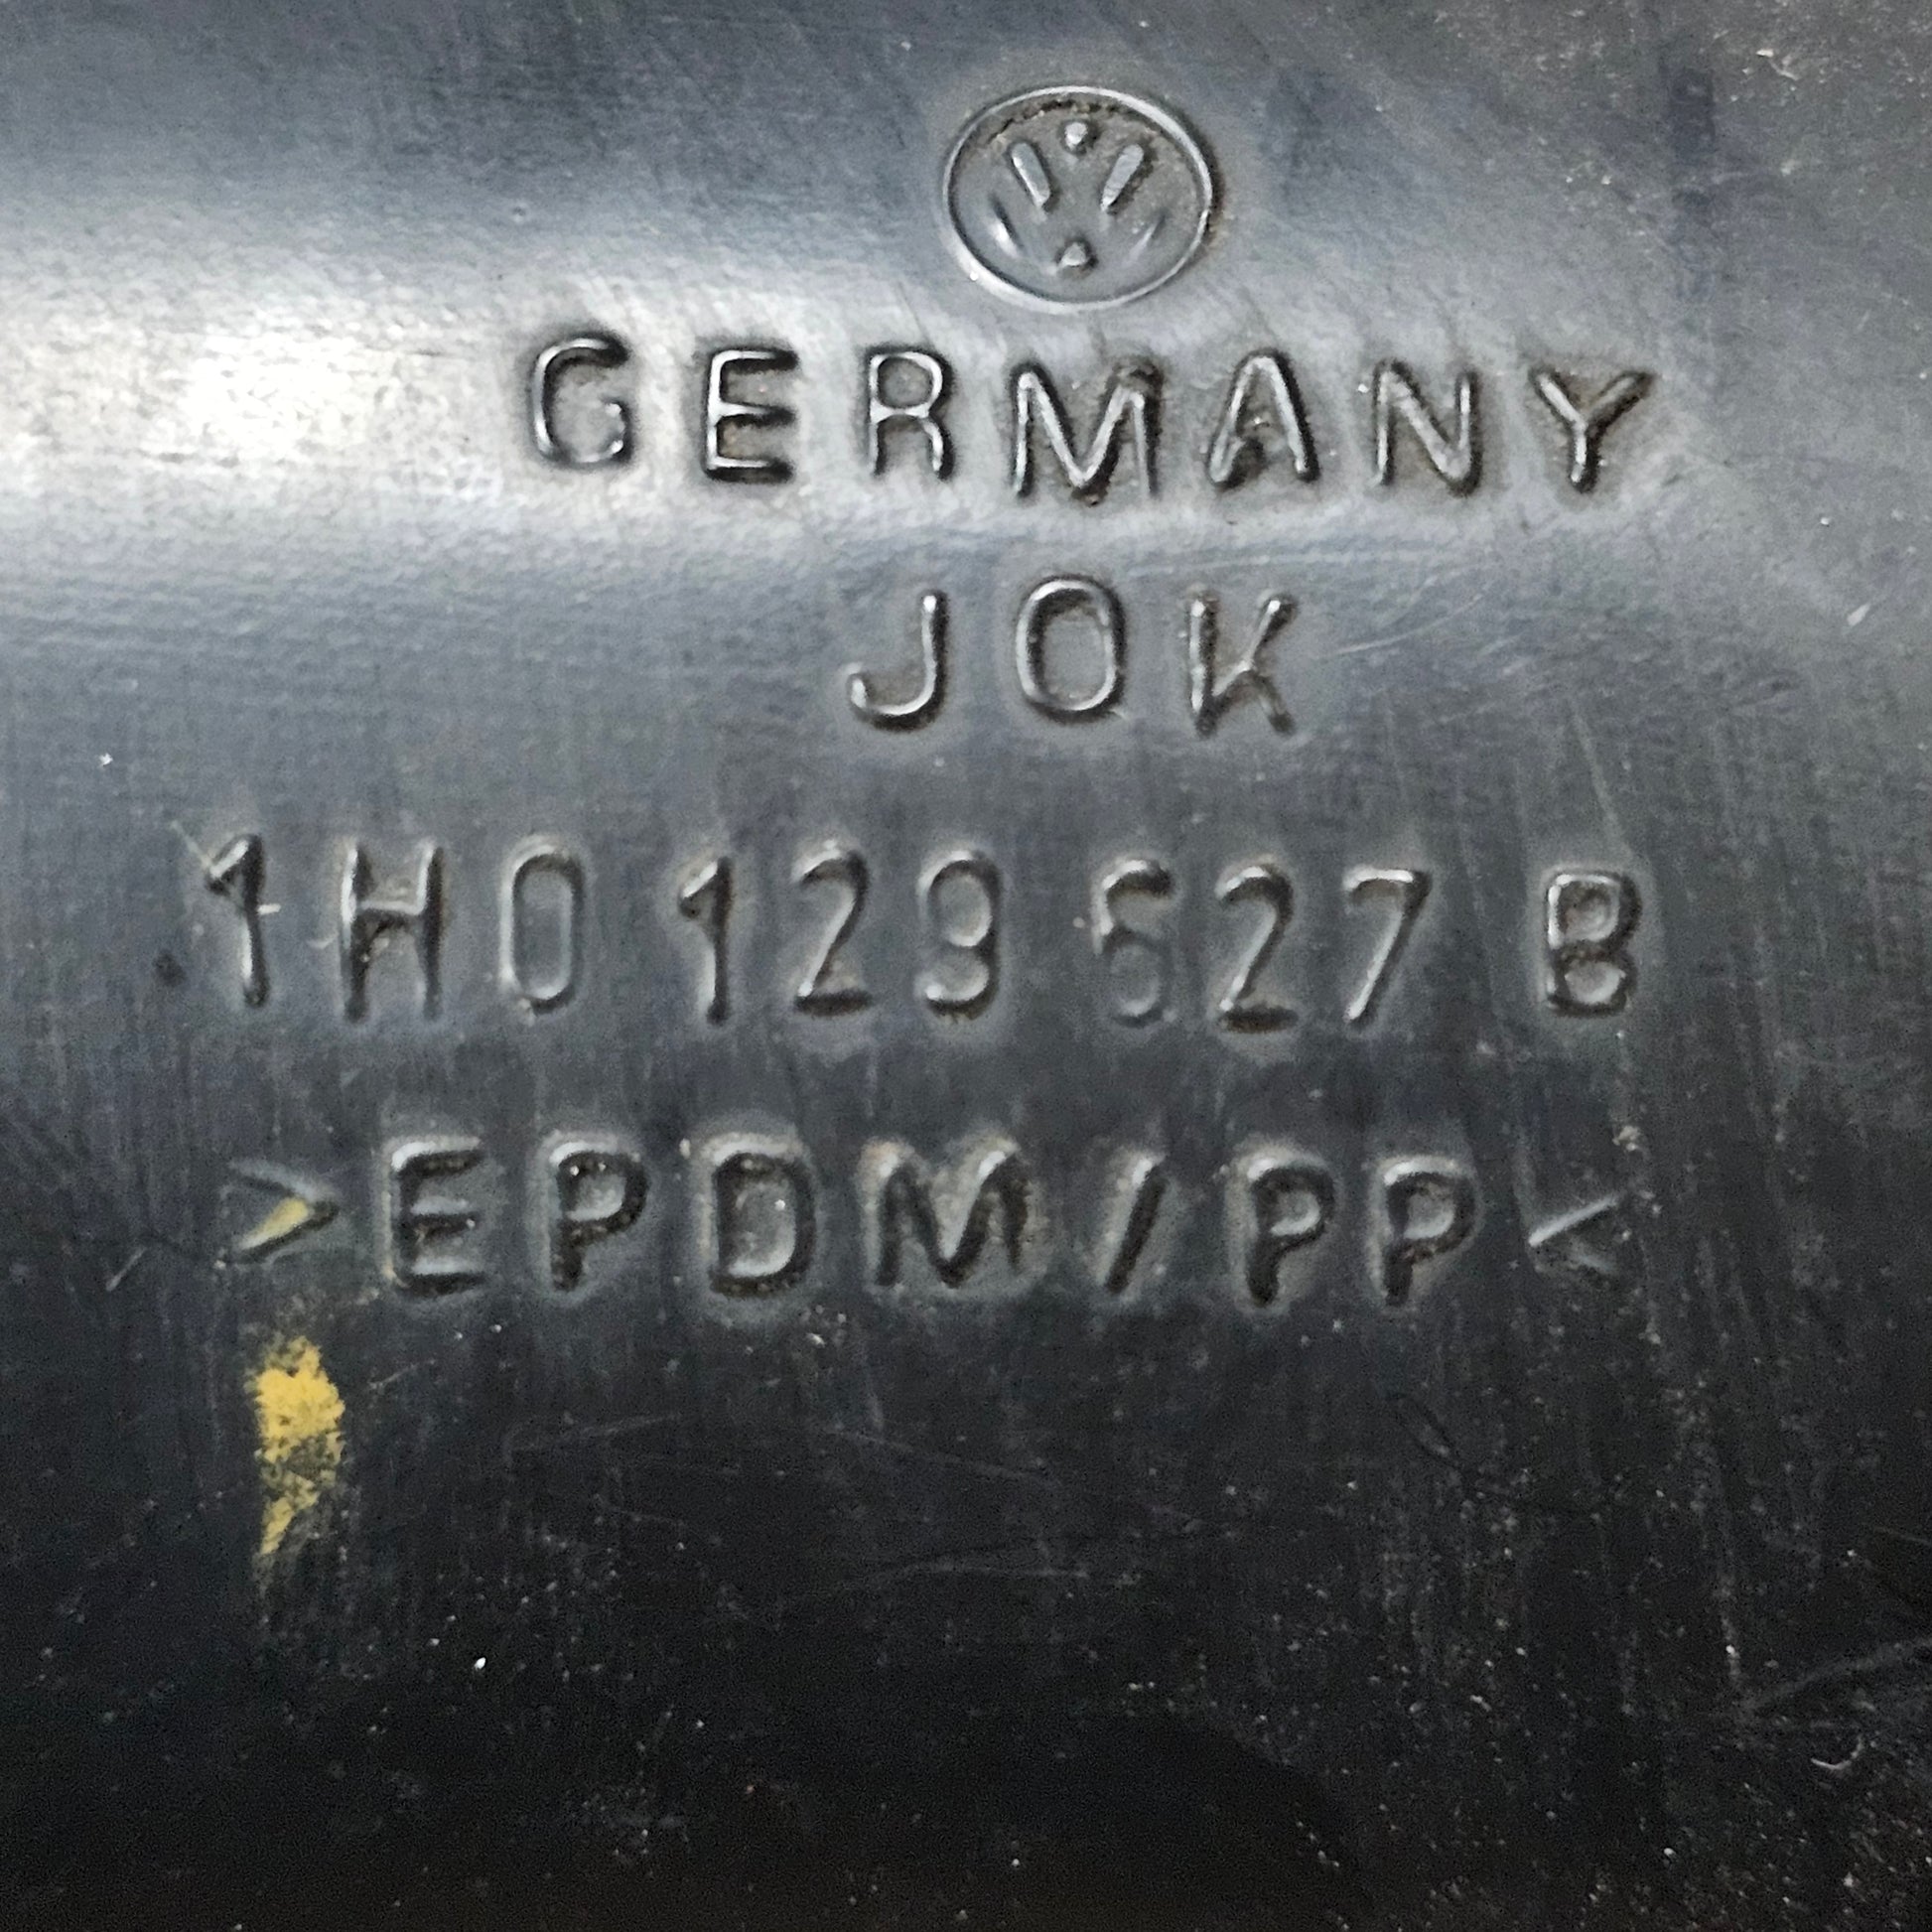 GERMANY
JOK
1H0 129 627 B
>EPDM/PP<